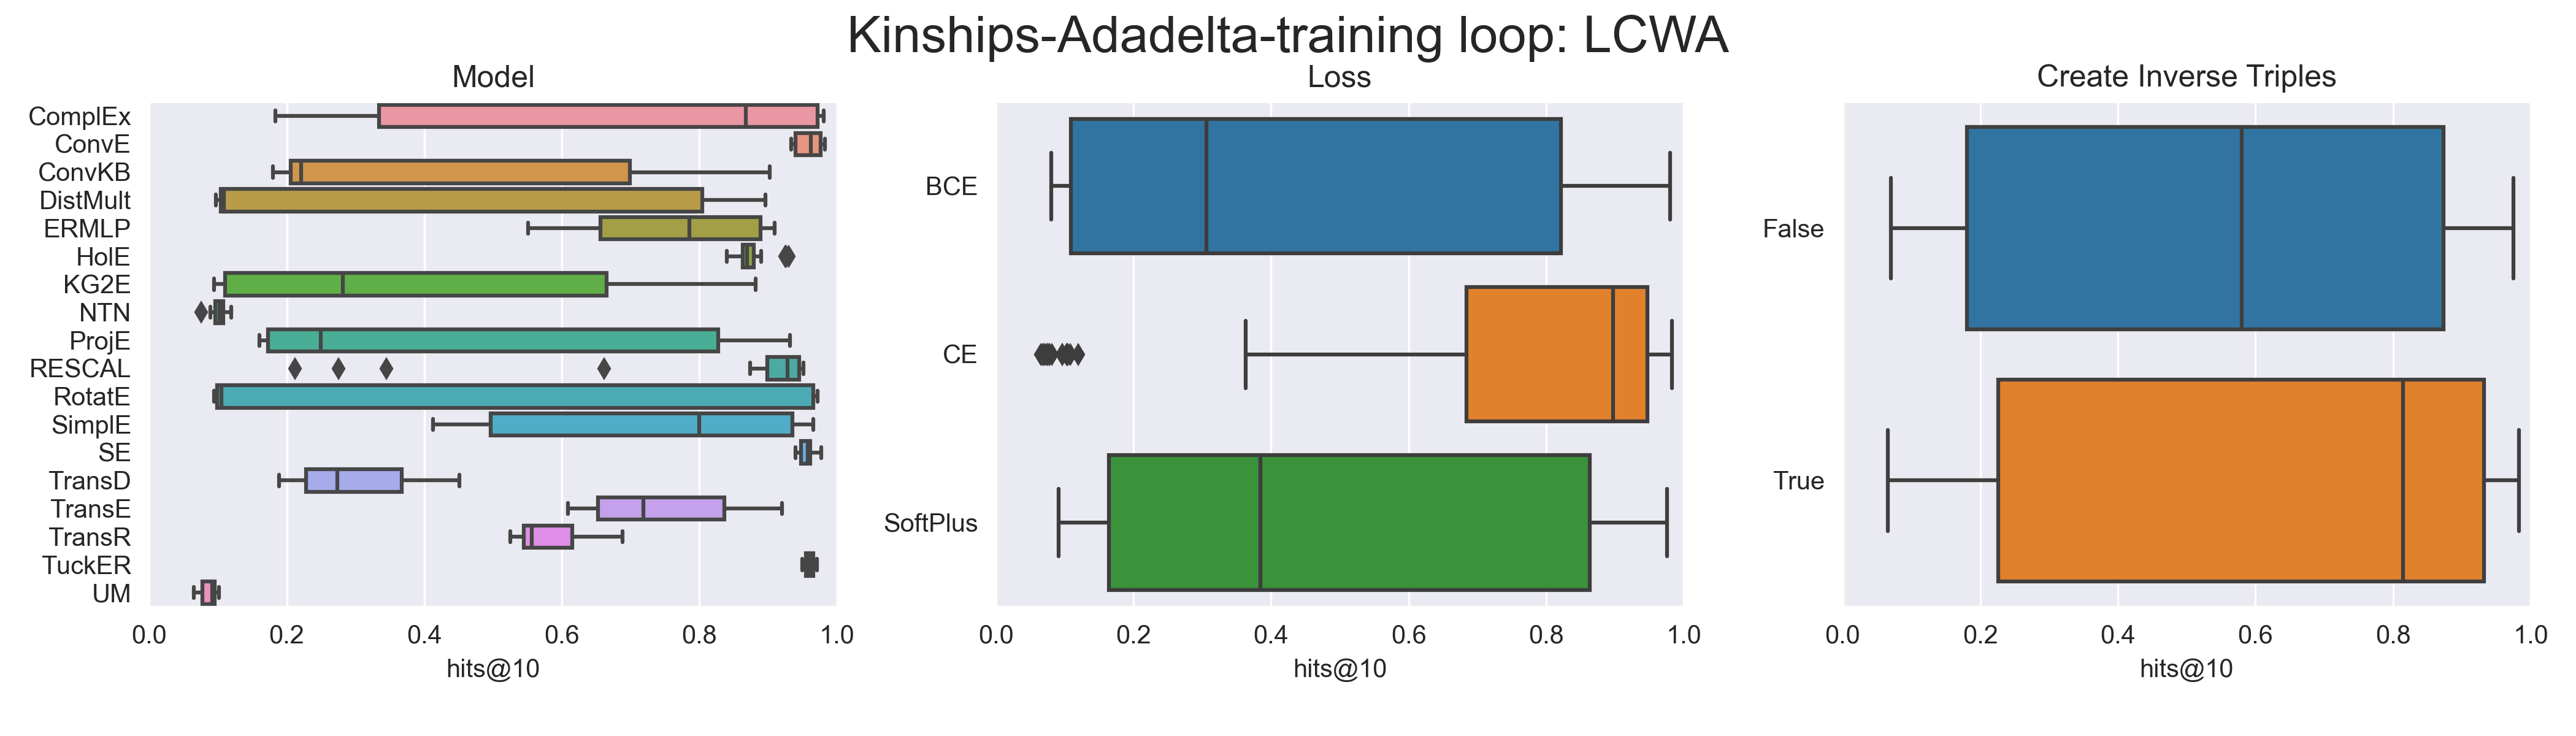 Kinships-Adadelta-training loop: LCWA
Model
ComplEx
ConvE
ConvKB
DistMult
ERMLP
HolE
KG2E
NTN
ProjE
RESCAL
RotatE
SimplE
SE
TransD
TransE
TransR
TuckER
UM
0.0 0.2 0.4 0.6 0.8 1.0
hits@10
Loss
BCE
CE
SoftPlus
0.0 0.2 0.4 0.6 0.8 1.0
hits@10
Create Inverse Triples
False
True
0.0 0.2 0.4 0.6 0.8 1.0
hits@10